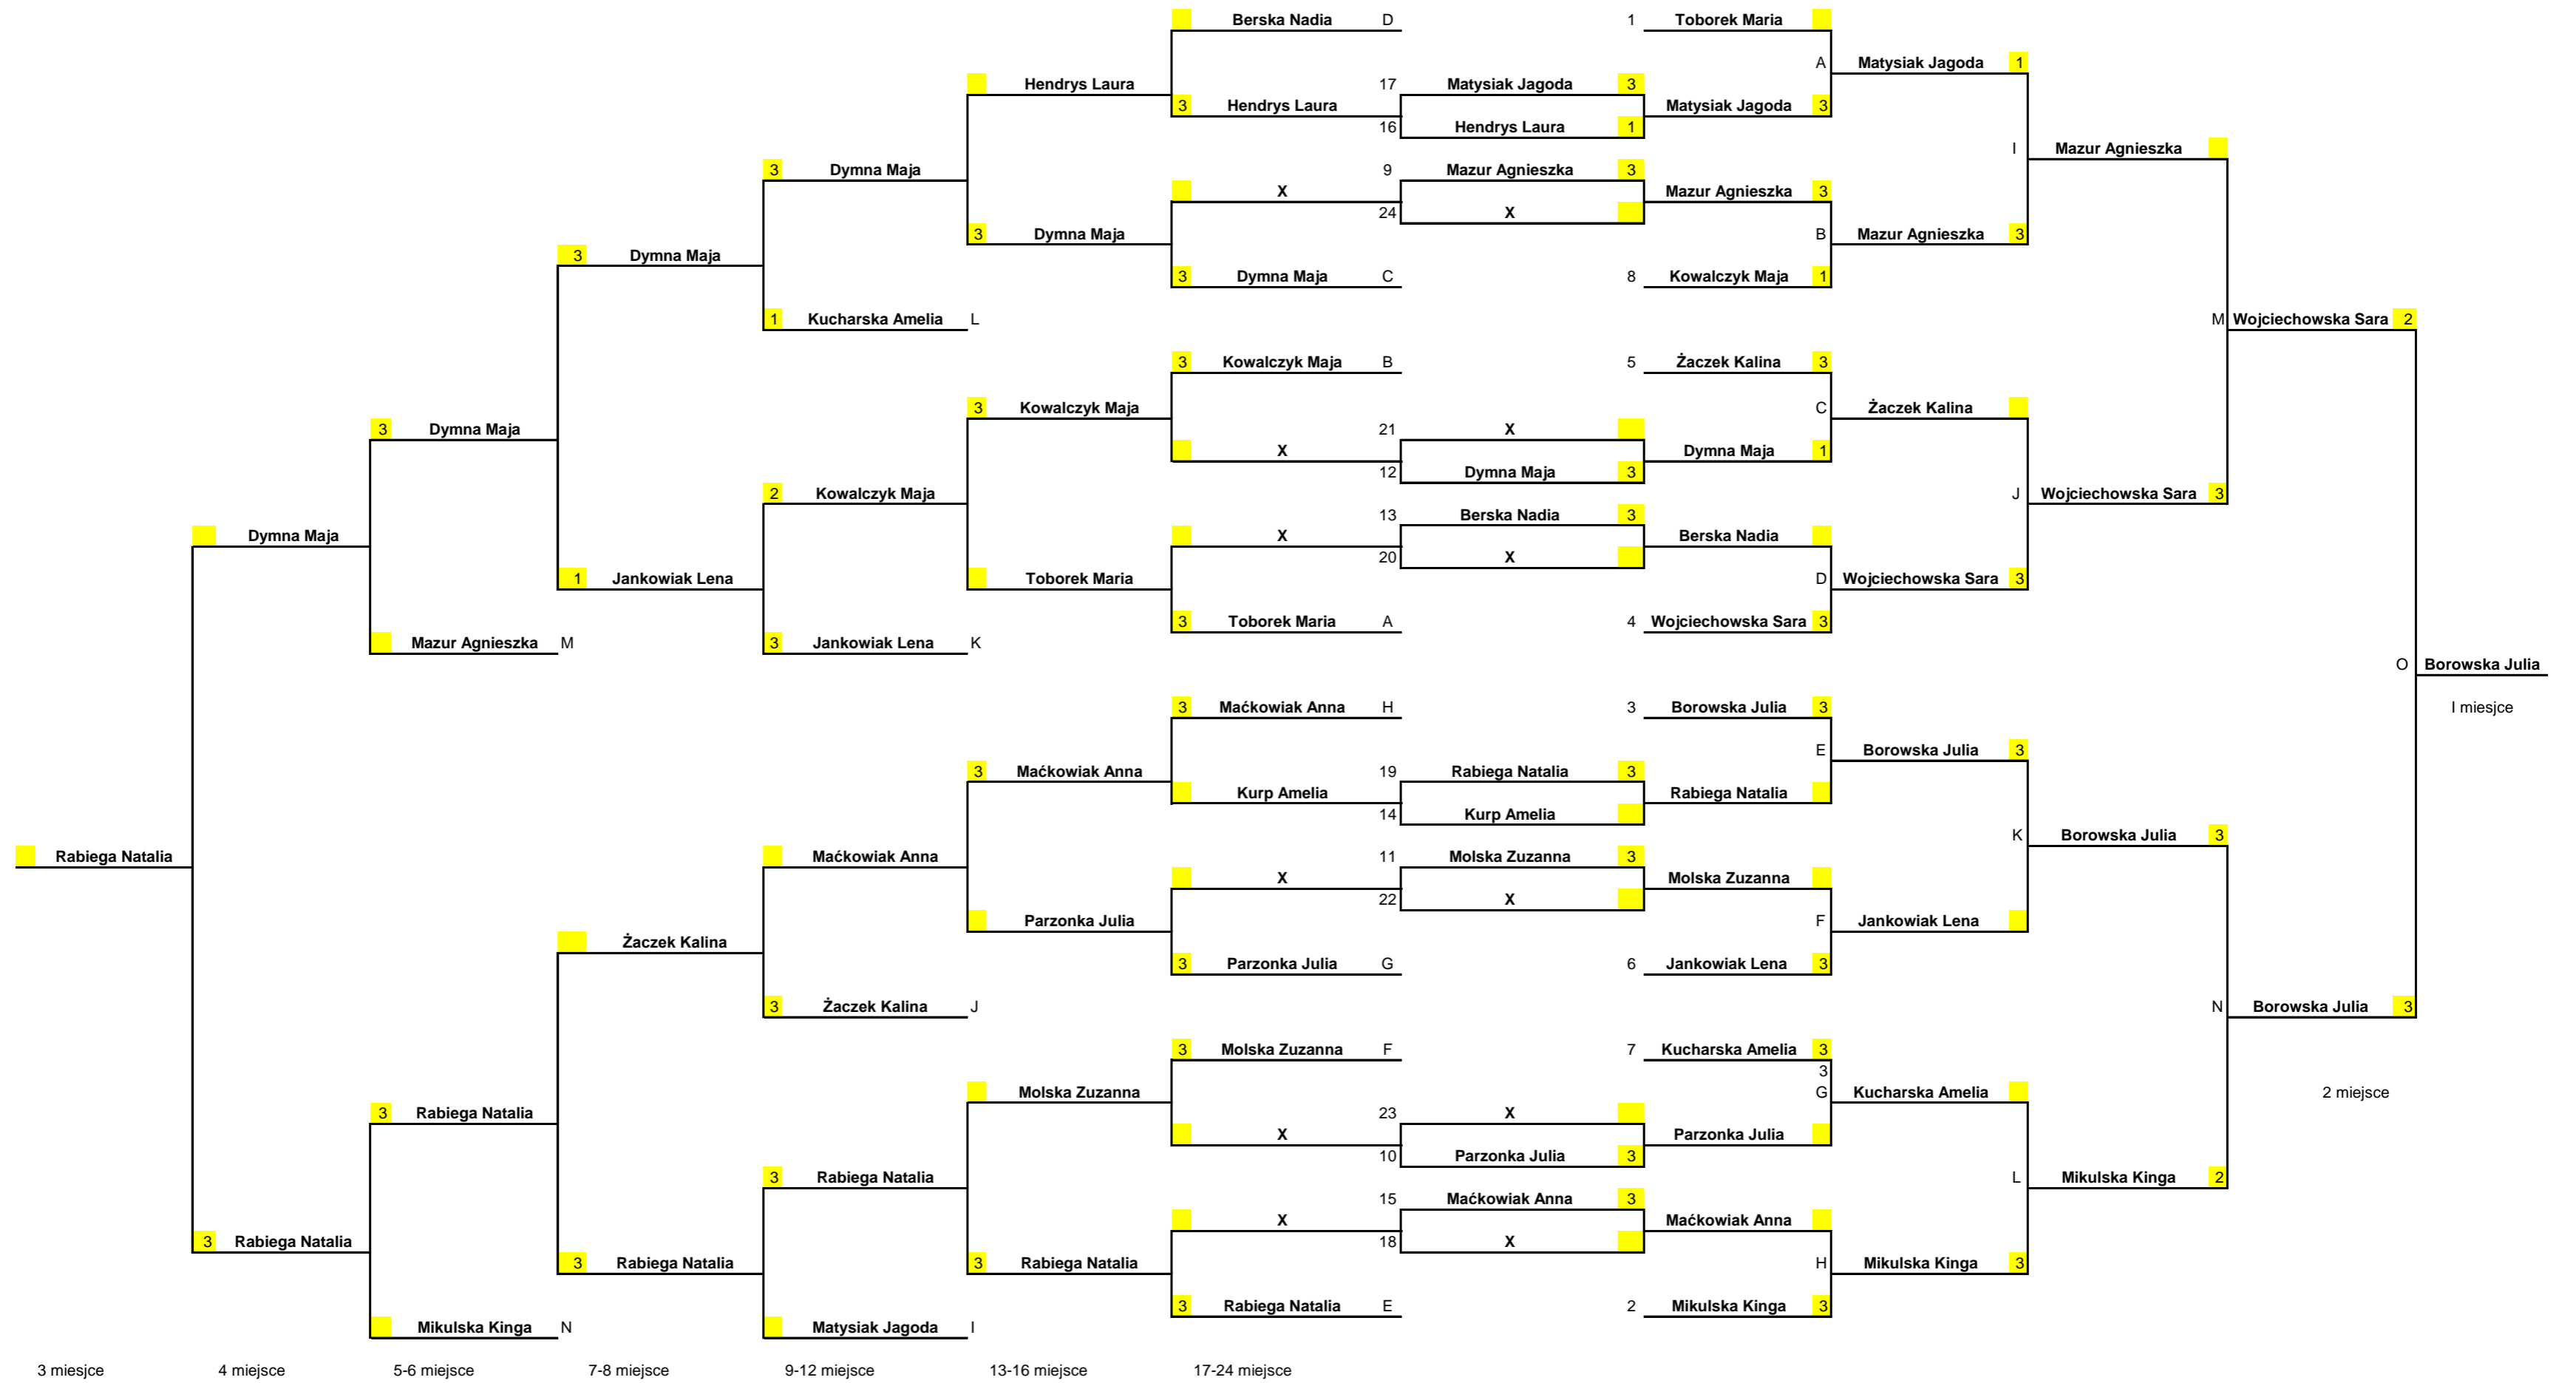 Berska Nadia D 1 Toborek Maria
A Matysiak Jagoda 1
Hendrys Laura 17 Matysiak Jagoda 3
3 Hendrys Laura Matysiak Jagoda 3
16 Hendrys Laura 1
I Mazur Agnieszka
3 Dymna Maja 9 Mazur Agnieszka 3
X Mazur Agnieszka 3
24 X
3 Dymna Maja B Mazur Agnieszka 3
3 Dymna Maja
3 Dymna Maja C 8 Kowalczyk Maja 1
1 Kucharska Amelia L M Wojciechowska Sara 2
3 Kowalczyk Maja B 5 Żaczek Kalina 3
3 Kowalczyk Maja C Żaczek Kalina
3 Dymna Maja 21 X
X Dymna Maja 1
12 Dymna Maja 3
2 Kowalczyk Maja J Wojciechowska Sara 3
13 Berska Nadia 3
Dymna Maja X Berska Nadia
20 X
1 Jankowiak Lena Toborek Maria D Wojciechowska Sara 3
3 Toborek Maria A 4 Wojciechowska Sara 3
Mazur Agnieszka M 3 Jankowiak Lena K
O Borowska Julia
3 Maćkowiak Anna H 3 Borowska Julia 3 I miesjce
E Borowska Julia 3
3 Maćkowiak Anna 19 Rabiega Natalia 3
Kurp Amelia Rabiega Natalia
14 Kurp Amelia
K Borowska Julia 3
Rabiega Natalia Maćkowiak Anna 11 Molska Zuzanna 3
X Molska Zuzanna
22 X
Parzonka Julia F Jankowiak Lena
Żaczek Kalina
3 Parzonka Julia G 6 Jankowiak Lena 3
3 Żaczek Kalina J N Borowska Julia 3
3 Molska Zuzanna F 7 Kucharska Amelia 3
3
Molska Zuzanna G Kucharska Amelia 2 miejsce
3 Rabiega Natalia 23 X
X Parzonka Julia
10 Parzonka Julia 3
3 Rabiega Natalia L Mikulska Kinga 2
15 Maćkowiak Anna 3
X Maćkowiak Anna
3 Rabiega Natalia 18 X
3 Rabiega Natalia 3 Rabiega Natalia H Mikulska Kinga 3
3 Rabiega Natalia E 2 Mikulska Kinga 3
Mikulska Kinga N Matysiak Jagoda I
3 miesjce 4 miejsce 5-6 miejsce 7-8 miejsce 9-12 miejsce 13-16 miejsce 17-24 miejsce